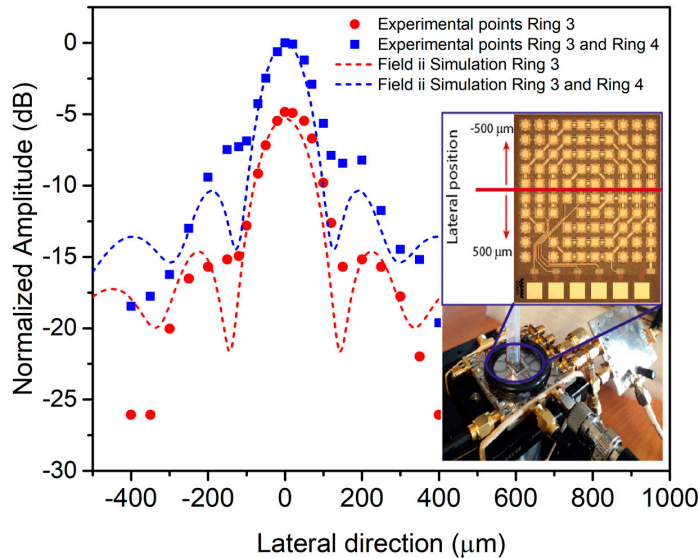 Experimental points Ring 3
Experimental points Ring 3 and Ring 4
Field ii Simulation Ring 3
Field ii Simulation Ring 3 and Ring 4
Normalized Amplitude (dB)
0
-5
-10
-15
-20
-25
-30
Lateral position
-500 μm
500 μm
-400 -200 0 200 400 600 800 1000
Lateral direction (μm)